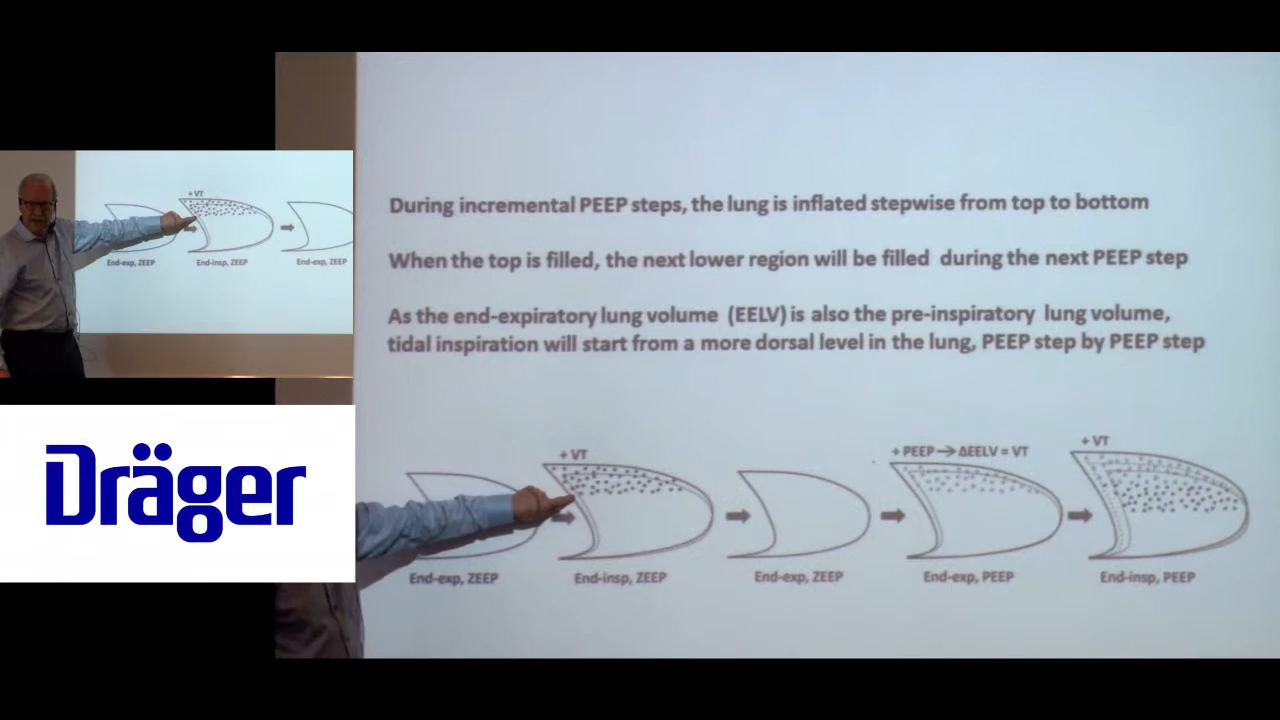 During incremental PEEP steps, the lung is inflated stepwise from top to bottom
When the top is filled, the next lower region will be filled during the next PEEP step
As the end-expiratory lung volume (EELV) is also the pre-inspiratory lung volume,
tidal inspiration will start from a more dorsal level in the lung, PEEP step by PEEP step
+ VT
+ PEEP → ΔEELV = VT
+ VT
End-exp, ZEEP
End-insp, ZEEP
End-exp, ZEEP
End-exp, PEEP
End-insp, PEEP
+ VT
End-exp, ZEEP
End-insp, ZEEP
End-exp, ZEEP
Dräger